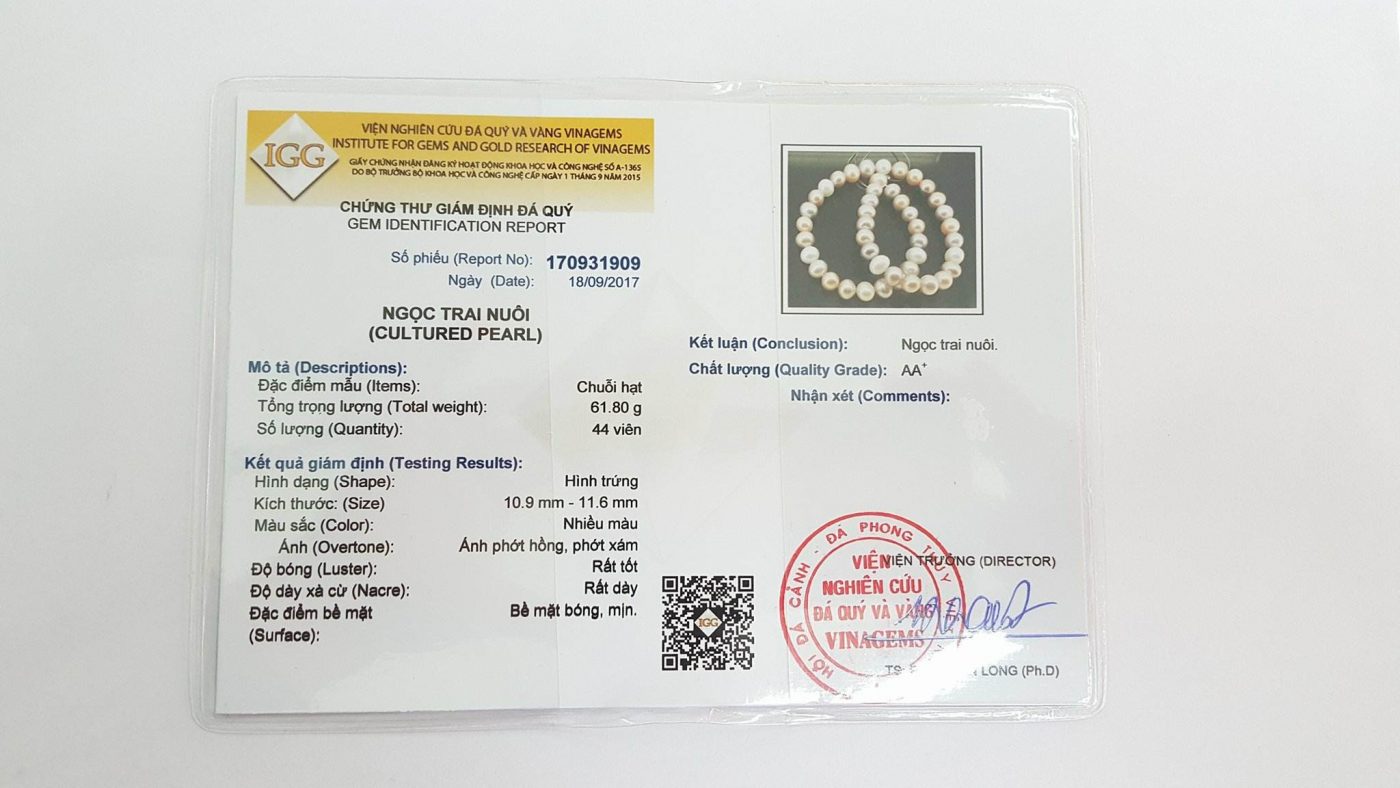 IGG
VIỆN NGHIÊN CỨU ĐÁ QUÝ VÀ VÀNG VINAGEMS
INSTITUTE FOR GEMS AND GOLD RESEARCH OF VINAGEMS
GIẤY CHỨNG NHẬN ĐĂNG KÝ HOẠT ĐỘNG KHOA HỌC VÀ CÔNG NGHỆ SỐ A-1365
DO BỘ TRƯỞNG BỘ KHOA HỌC VÀ CÔNG NGHỆ CẤP NGÀY 1 THÁNG 9 NĂM 2015
CHỨNG THƯ GIÁM ĐỊNH ĐÁ QUÝ
GEM IDENTIFICATION REPORT
Số phiếu (Report No): 170931909
Ngày (Date): 18/09/2017
NGỌC TRAI NUÔI
(CULTURED PEARL)
Mô tả (Descriptions):
Đặc điểm mẫu (Items): Chuỗi hạt
Tổng trọng lượng (Total weight): 61.80 g
Số lượng (Quantity): 44 viên
Kết quả giám định (Testing Results):
Hình dạng (Shape): Hình trứng
Kích thước: (Size) 10.9 mm - 11.6 mm
Màu sắc (Color): Nhiều màu
Ánh (Overtone): Ánh phớt hồng, phớt xám
Độ bóng (Luster): Rất tốt
Độ dày xà cừ (Nacre): Rất dày
Đặc điểm bề mặt Bề mặt bóng, mịn.
(Surface):
IGG
Kết luận (Conclusion): Ngọc trai nuôi.
Chất lượng (Quality Grade): AA+
Nhận xét (Comments):
HỘI ĐÁ CẢNH - ĐÁ PHONG THỦY
VIỆN
NGHIÊN CỨU
ĐÁ QUÝ VÀ VÀNG
VINAGEMS
VIỆN TRƯỞNG (DIRECTOR)
TS. LONG (Ph.D)